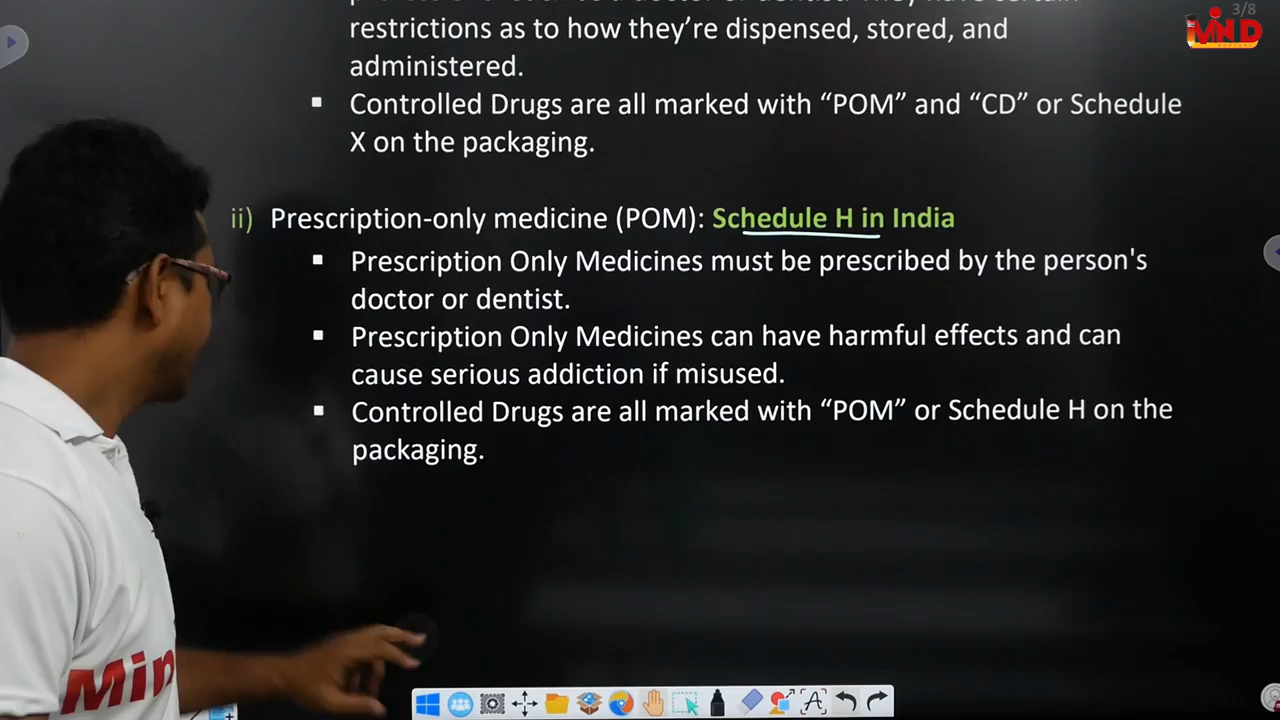 3/8
restrictions as to how they’re dispensed, stored, and
administered.
▪ Controlled Drugs are all marked with “POM” and “CD” or Schedule
X on the packaging.
ii) Prescription-only medicine (POM): Schedule H in India
▪ Prescription Only Medicines must be prescribed by the person's
doctor or dentist.
▪ Prescription Only Medicines can have harmful effects and can
cause serious addiction if misused.
▪ Controlled Drugs are all marked with “POM” or Schedule H on the
packaging.
Min